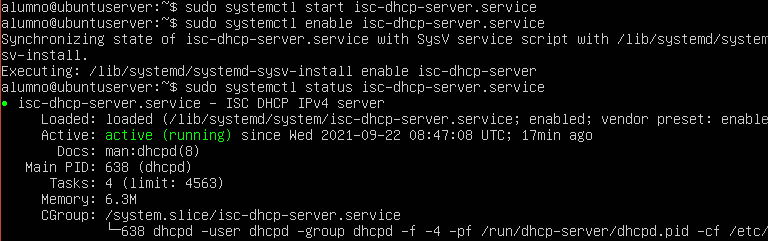 alumno@ubuntuserver:~$ sudo systemctl start isc-dhcp-server.service
alumno@ubuntuserver:~$ sudo systemctl enable isc-dhcp-server.service
Synchronizing state of isc-dhcp-server.service with SysV service script with /lib/systemd/system
sv-install.
Executing: /lib/systemd/systemd-sysv-install enable isc-dhcp-server
alumno@ubuntuserver:~$ sudo systemctl status isc-dhcp-server.service
● isc-dhcp-server.service - ISC DHCP IPv4 server
Loaded: loaded (/lib/systemd/system/isc-dhcp-server.service; enabled; vendor preset: enable
Active: active (running) since Wed 2021-09-22 08:47:08 UTC; 17min ago
Docs: man:dhcpd(8)
Main PID: 638 (dhcpd)
Tasks: 4 (limit: 4563)
Memory: 6.3M
CGroup: /system.slice/isc-dhcp-server.service
└─638 dhcpd -user dhcpd -group dhcpd -f -4 -pf /run/dhcp-server/dhcpd.pid -cf /etc/